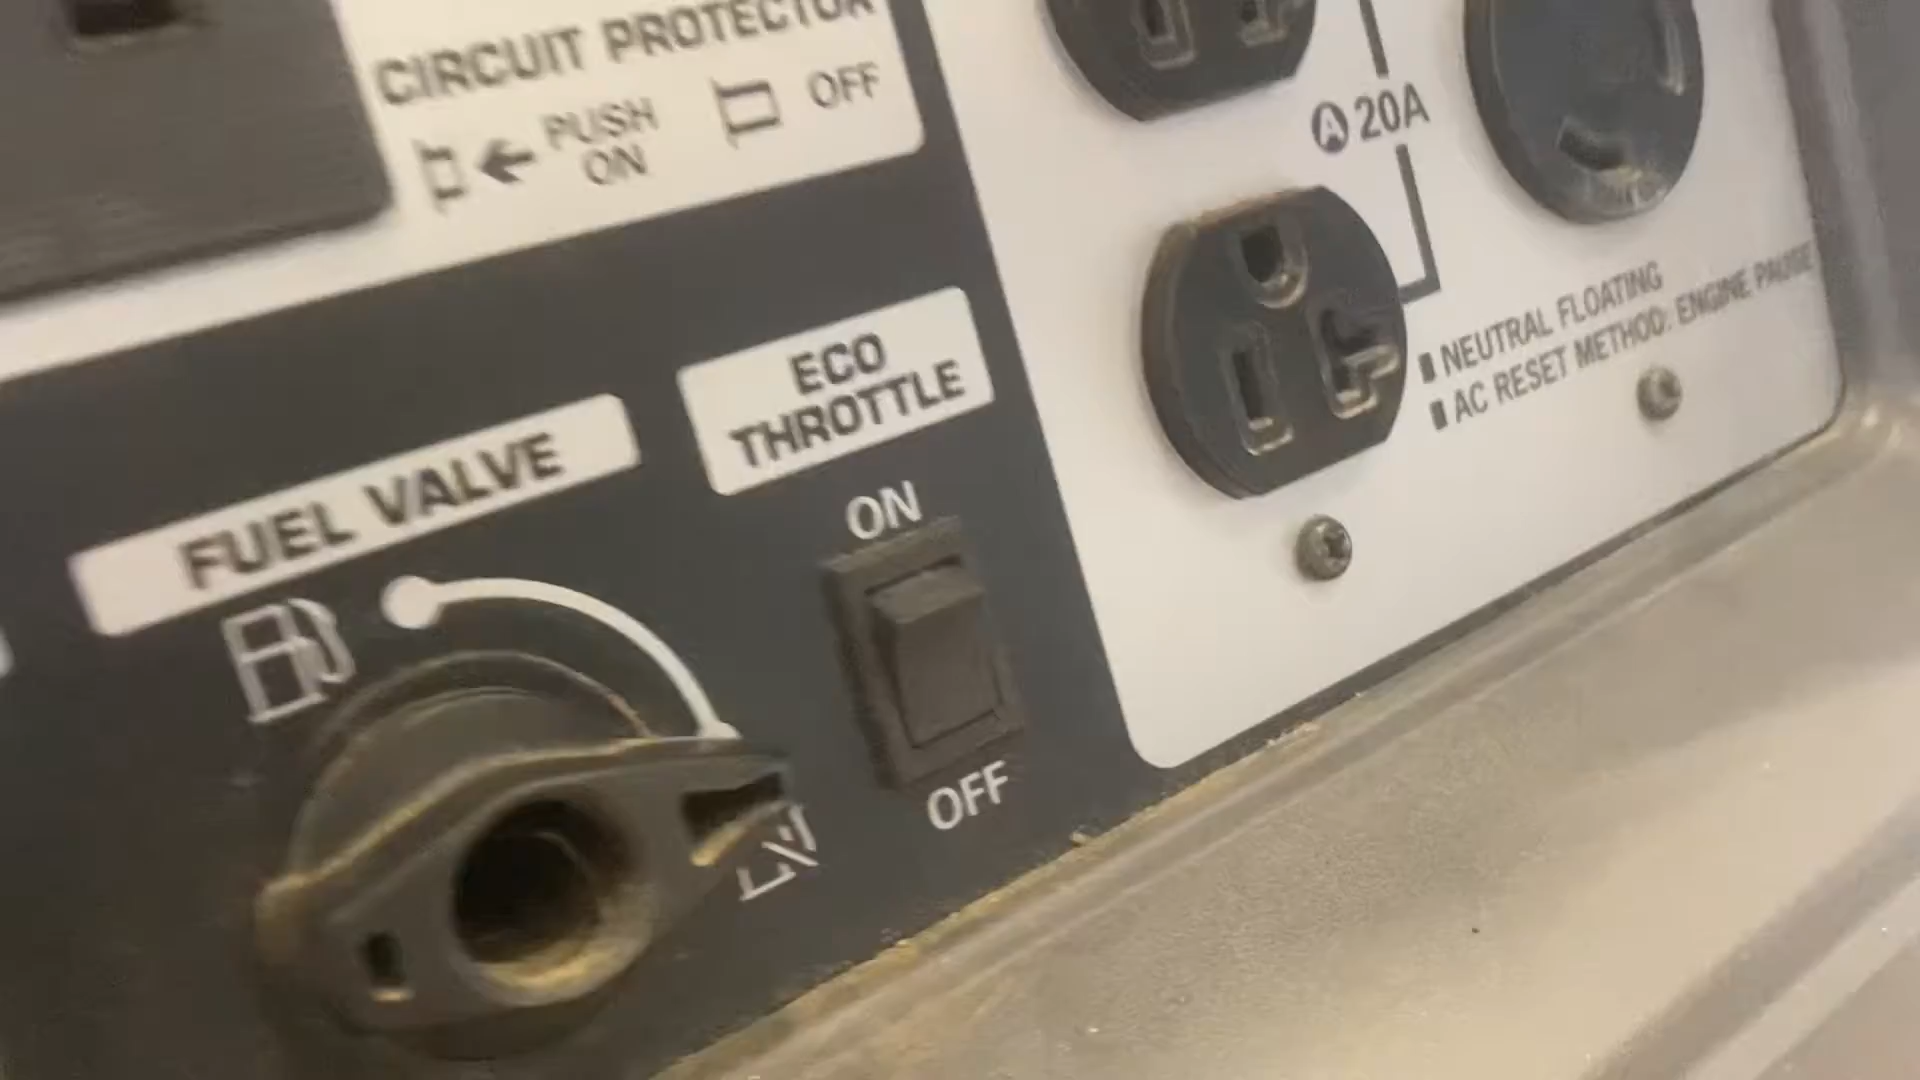 CIRCUIT PROTECTOR
PUSH
ON
OFF
Ⓐ 20A
NEUTRAL FLOATING
AC RESET METHOD: ENGINE PAUSE
ECO
THROTTLE
ON
OFF
FUEL VALVE